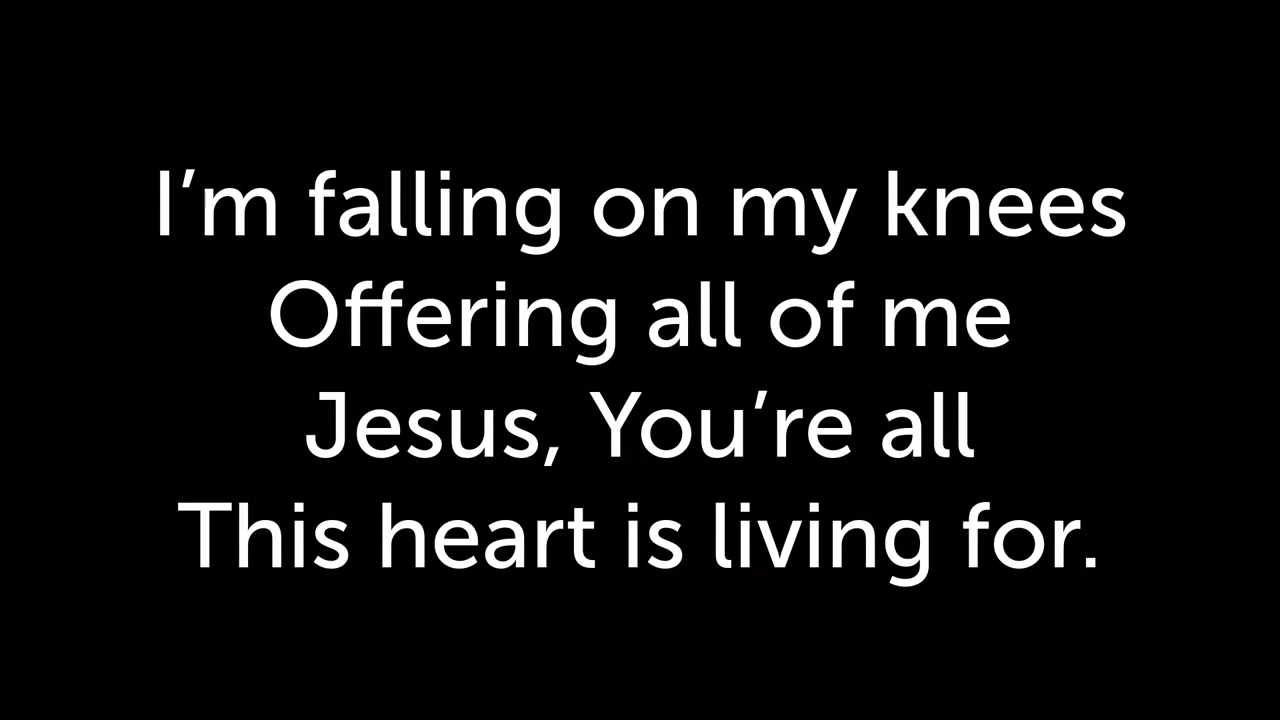 I’m falling on my knees
Offering all of me
Jesus, You’re all
This heart is living for.